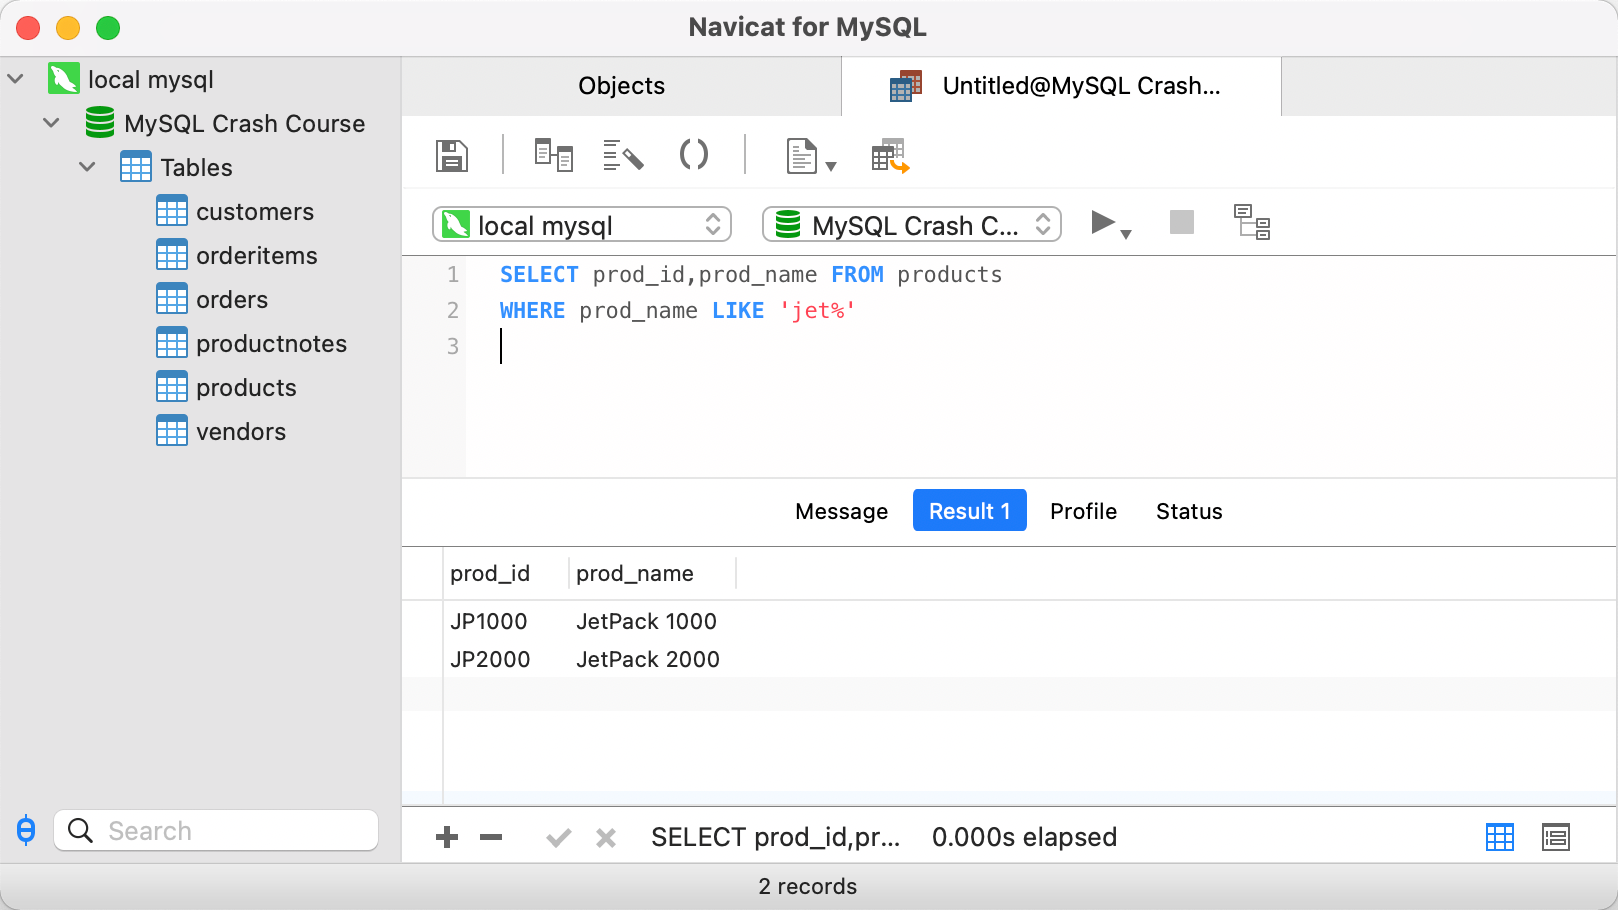 Navicat for MySQL
local mysql
MySQL Crash Course
Tables
customers
orderitems
orders
productnotes
products
vendors
Search
Objects
Untitled@MySQL Crash...
local mysql
MySQL Crash C...
1 SELECT prod_id,prod_name FROM products
2 WHERE prod_name LIKE 'jet%'
3
Message Result 1 Profile Status
prod_id prod_name
JP1000 JetPack 1000
JP2000 JetPack 2000
SELECT prod_id,pr... 0.000s elapsed
2 records